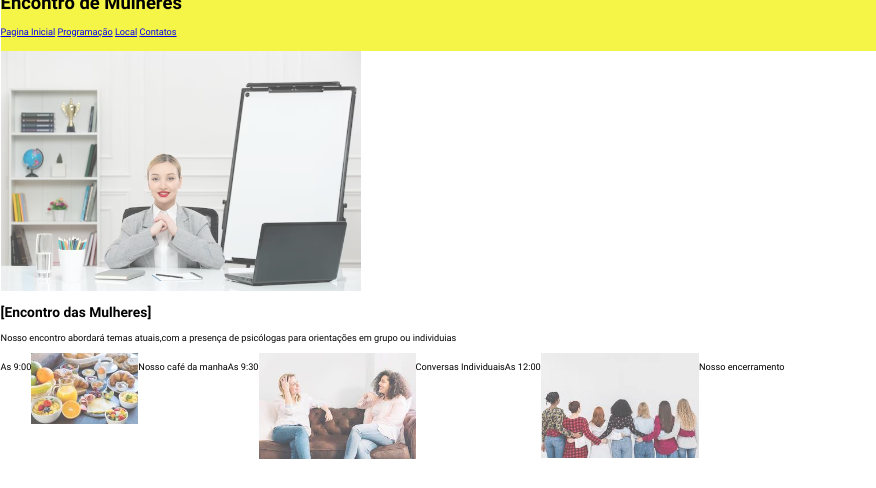 Encontro de Mulheres
Pagina Inicial Programação Local Contatos
[Encontro das Mulheres]
Nosso encontro abordará temas atuais,com a presença de psicólogas para orientações em grupo ou individuias
As 9:00 Nosso café da manhaAs 9:30 Conversas IndividuaisAs 12:00 Nosso encerramento